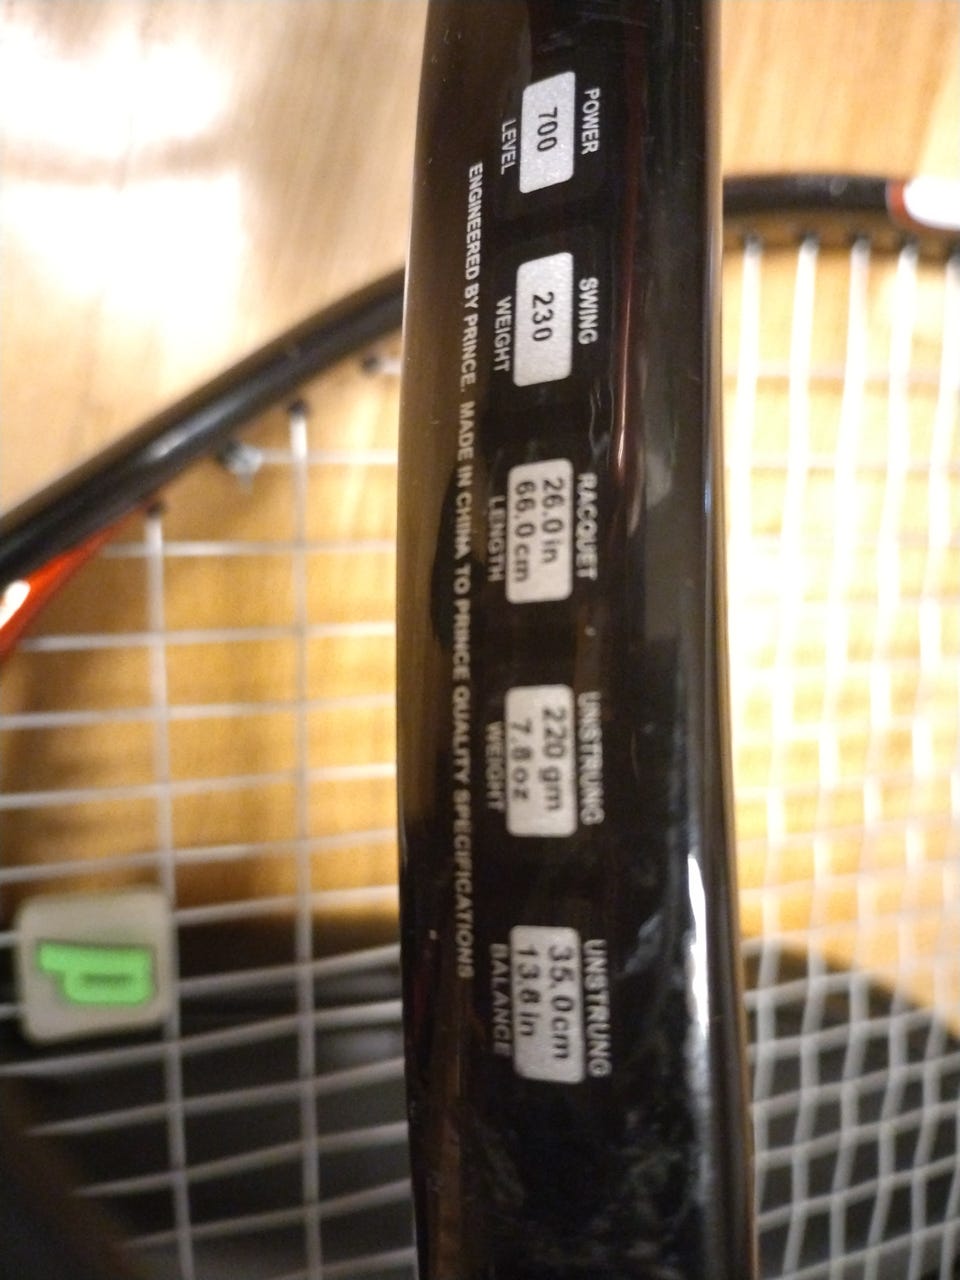 POWER
700
LEVEL
SWING
230
WEIGHT
RACQUET
26.0 in
66.0 cm
LENGTH
UNSTRUNG
220 gm
7.8 oz
WEIGHT
UNSTRUNG
35.0 cm
13.8 in
BALANCE
ENGINEERED BY PRINCE. MADE IN CHINA TO PRINCE QUALITY SPECIFICATIONS